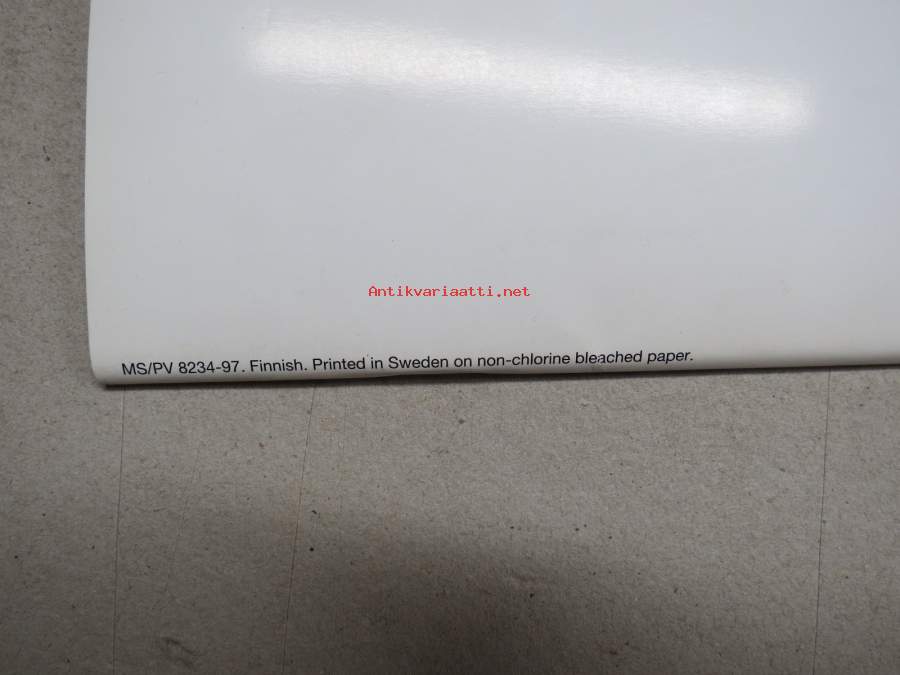 Antikvariaatti.net
MS/PV 8234-97. Finnish. Printed in Sweden on non-chlorine bleached paper.